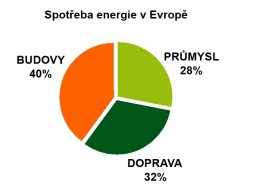 Spotřeba energie v Evropě
BUDOVY
40%
PRŮMYSL
28%
DOPRAVA
32%